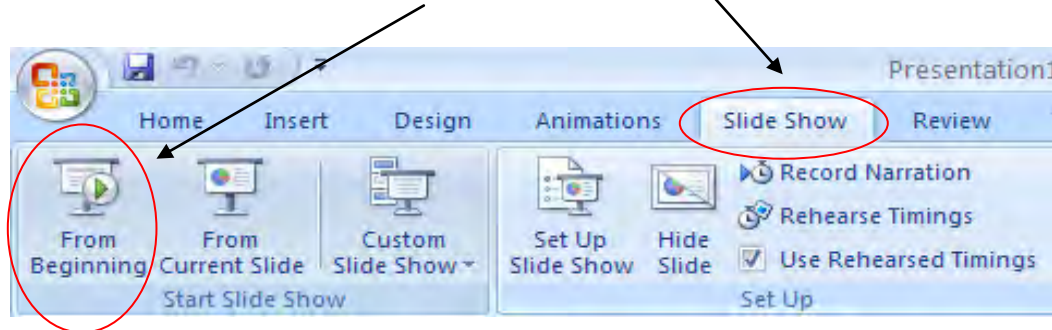 Presentation1
Home Insert Design Animations Slide Show Review
From Beginning
From Current Slide
Custom Slide Show
Start Slide Show
Set Up Slide Show
Hide Slide
Record Narration
Rehearse Timings
Use Rehearsed Timings
Set Up